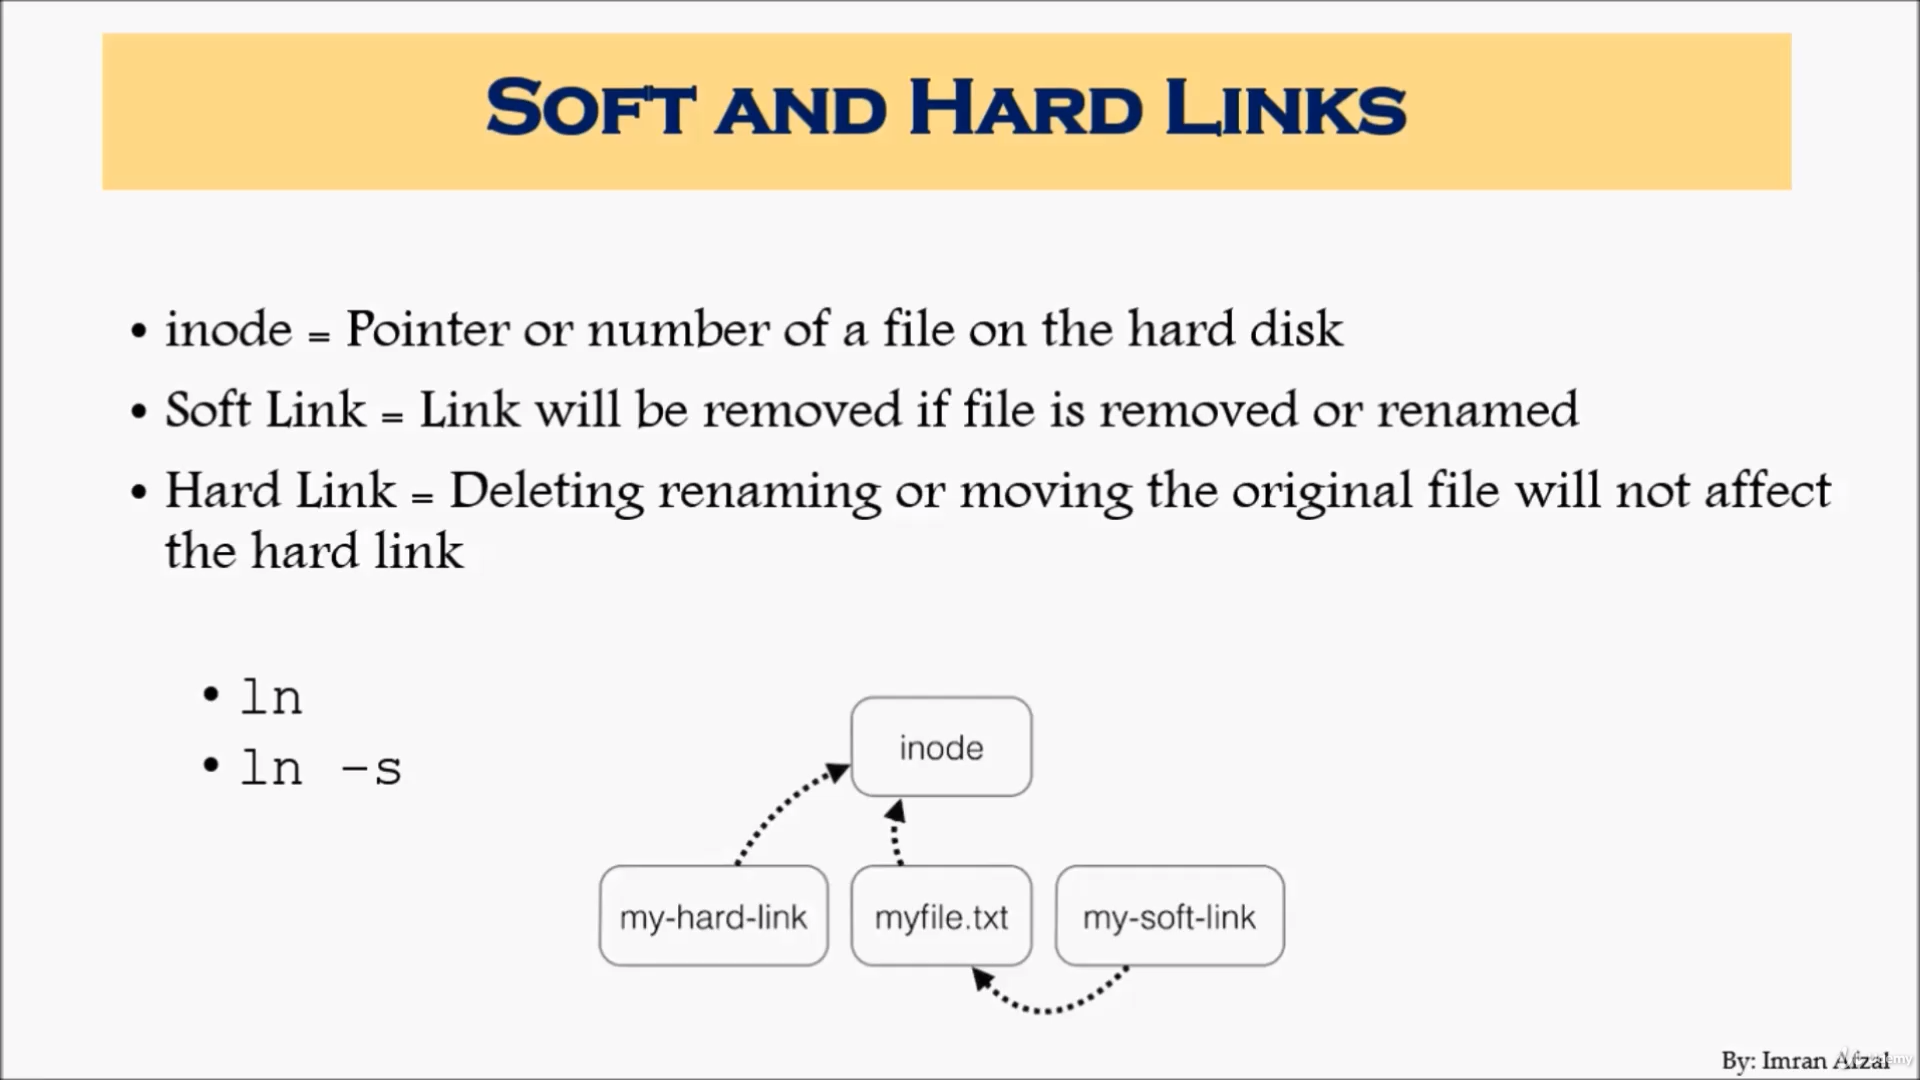 SOFT AND HARD LINKS
• inode = Pointer or number of a file on the hard disk
• Soft Link = Link will be removed if file is removed or renamed
• Hard Link = Deleting renaming or moving the original file will not affect
the hard link
• ln
• ln -s
inode
my-hard-link
myfile.txt
my-soft-link
By: Imran Afzal